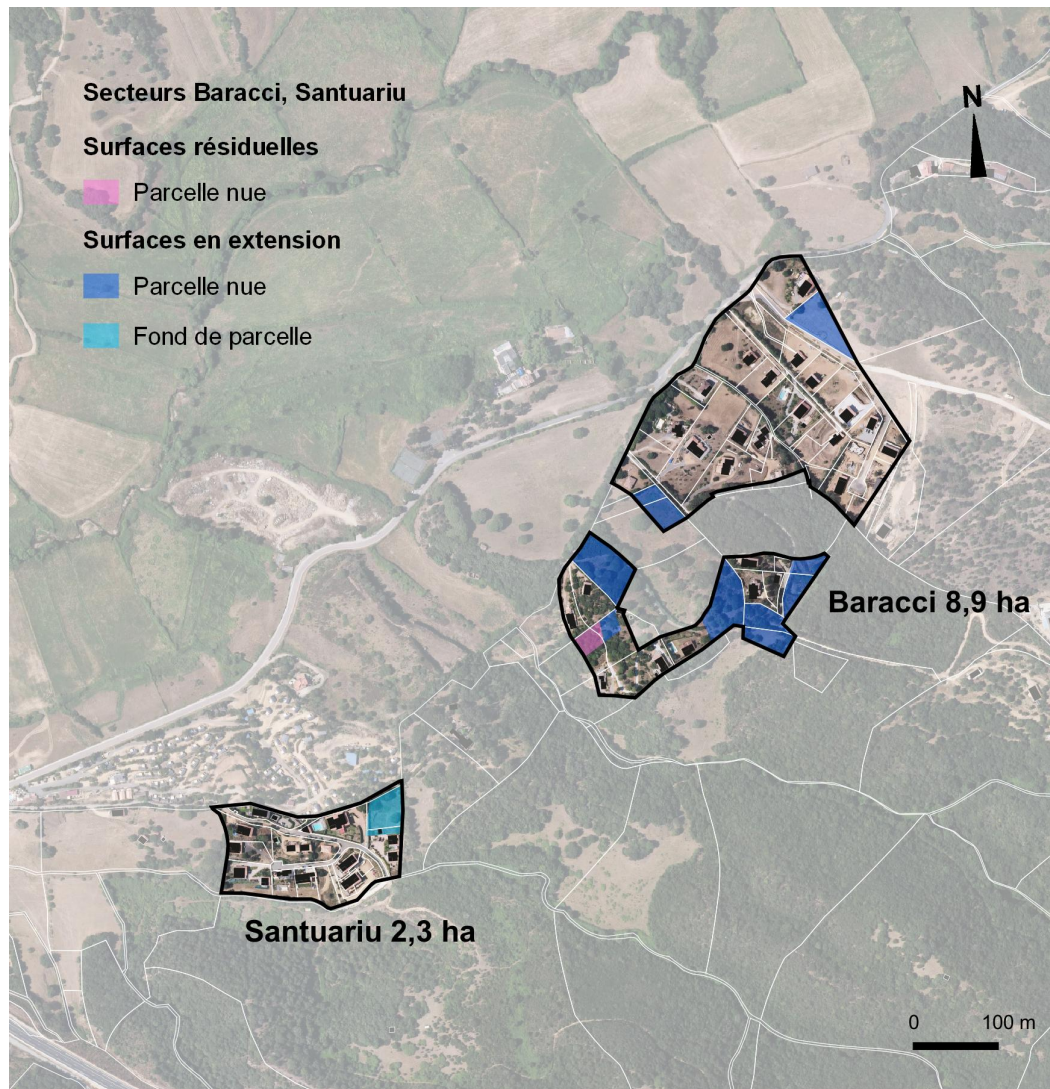 Secteurs Baracci, Santuariu
Surfaces résiduelles
Parcelle nue
Surfaces en extension
Parcelle nue
Fond de parcelle
N
Baracci 8,9 ha
Santuariu 2,3 ha
0 100 m